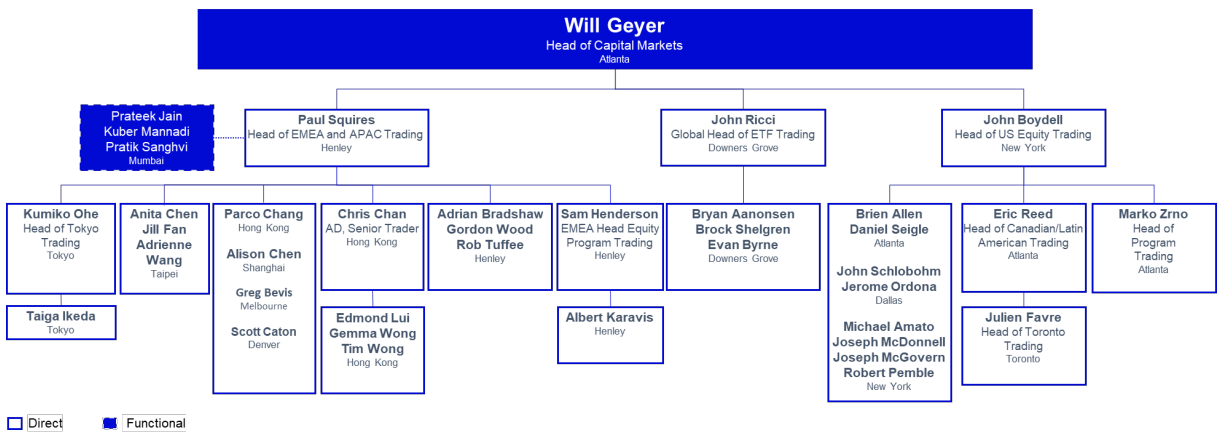 Will Geyer
Head of Capital Markets
Atlanta
Prateek Jain
Kuber Mannadi
Pratik Sanghvi
Mumbai
Paul Squires
Head of EMEA and APAC Trading
Henley
John Ricci
Global Head of ETF Trading
Downers Grove
John Boydell
Head of US Equity Trading
New York
Kumiko Ohe
Head of Tokyo
Trading
Tokyo
Taiga Ikeda
Tokyo
Anita Chen
Jill Fan
Adrienne
Wang
Taipei
Parco Chang
Hong Kong
Alison Chen
Shanghai
Greg Bevis
Melbourne
Scott Caton
Denver
Chris Chan
AD, Senior Trader
Hong Kong
Edmond Lui
Gemma Wong
Tim Wong
Hong Kong
Adrian Bradshaw
Gordon Wood
Rob Tuffee
Henley
Sam Henderson
EMEA Head Equity
Program Trading
Henley
Albert Karavis
Henley
Bryan Aanonsen
Brock Shelgren
Evan Byrne
Downers Grove
Brien Allen
Daniel Seigle
Atlanta
John Schlobohm
Jerome Ordona
Dallas
Michael Amato
Joseph McDonnell
Joseph McGovern
Robert Pemble
New York
Eric Reed
Head of Canadian/Latin
American Trading
Atlanta
Julien Favre
Head of Toronto
Trading
Toronto
Marko Zrno
Head of
Program
Trading
Atlanta
Direct
Functional